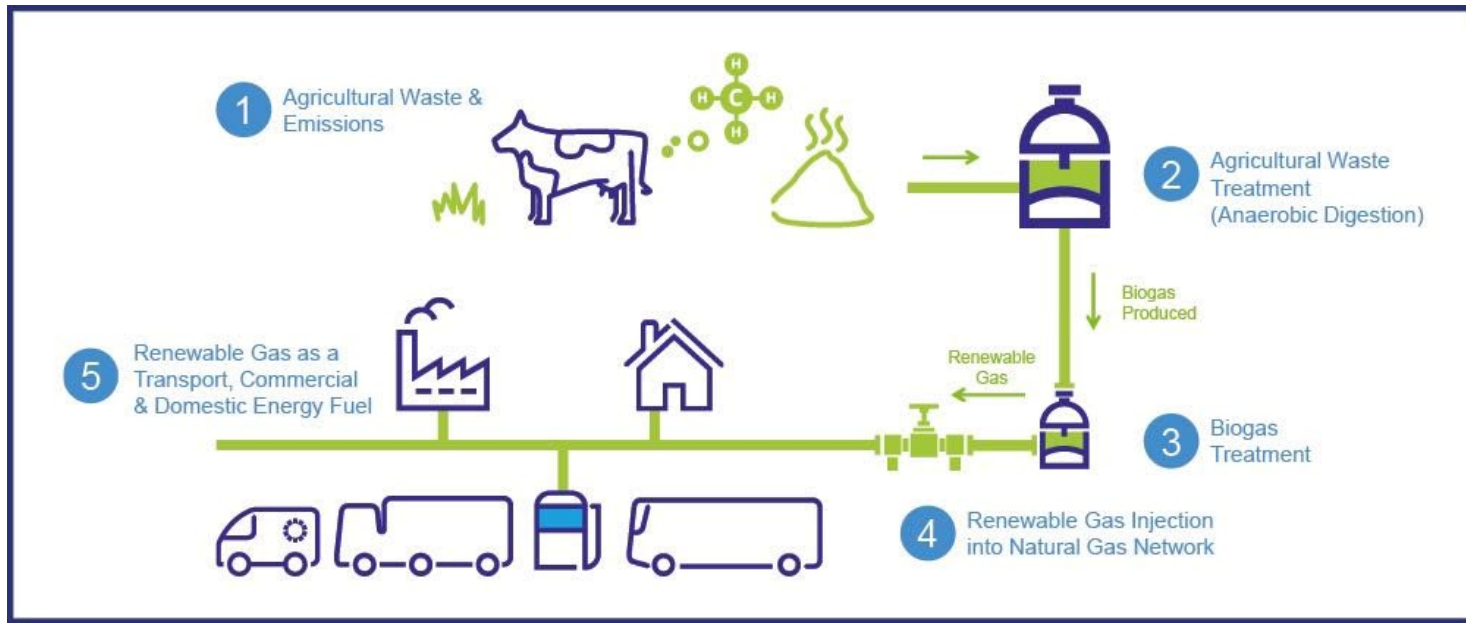 1
Agricultural Waste &
Emissions
H
H C H
H
2
Agricultural Waste
Treatment
(Anaerobic Digestion)
Biogas
Produced
Renewable
Gas
3
Biogas
Treatment
4
Renewable Gas Injection
into Natural Gas Network
5
Renewable Gas as a
Transport, Commercial
& Domestic Energy Fuel